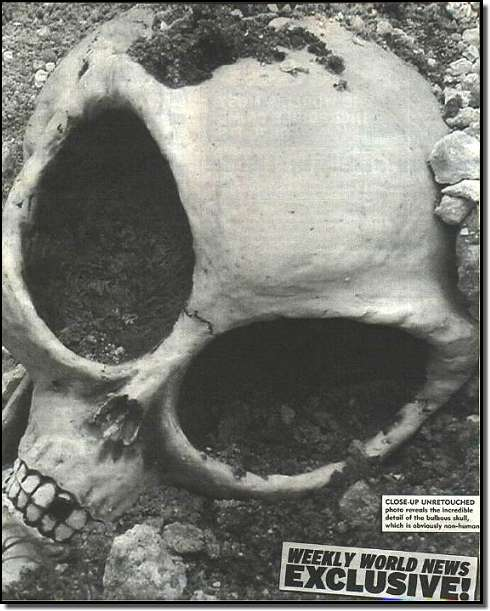 CLOSE-UP UNRETOUCHED
photo reveals the incredible
detail of the bulbous skull,
which is obviously non-human
WEEKLY WORLD NEWS
EXCLUSIVE!